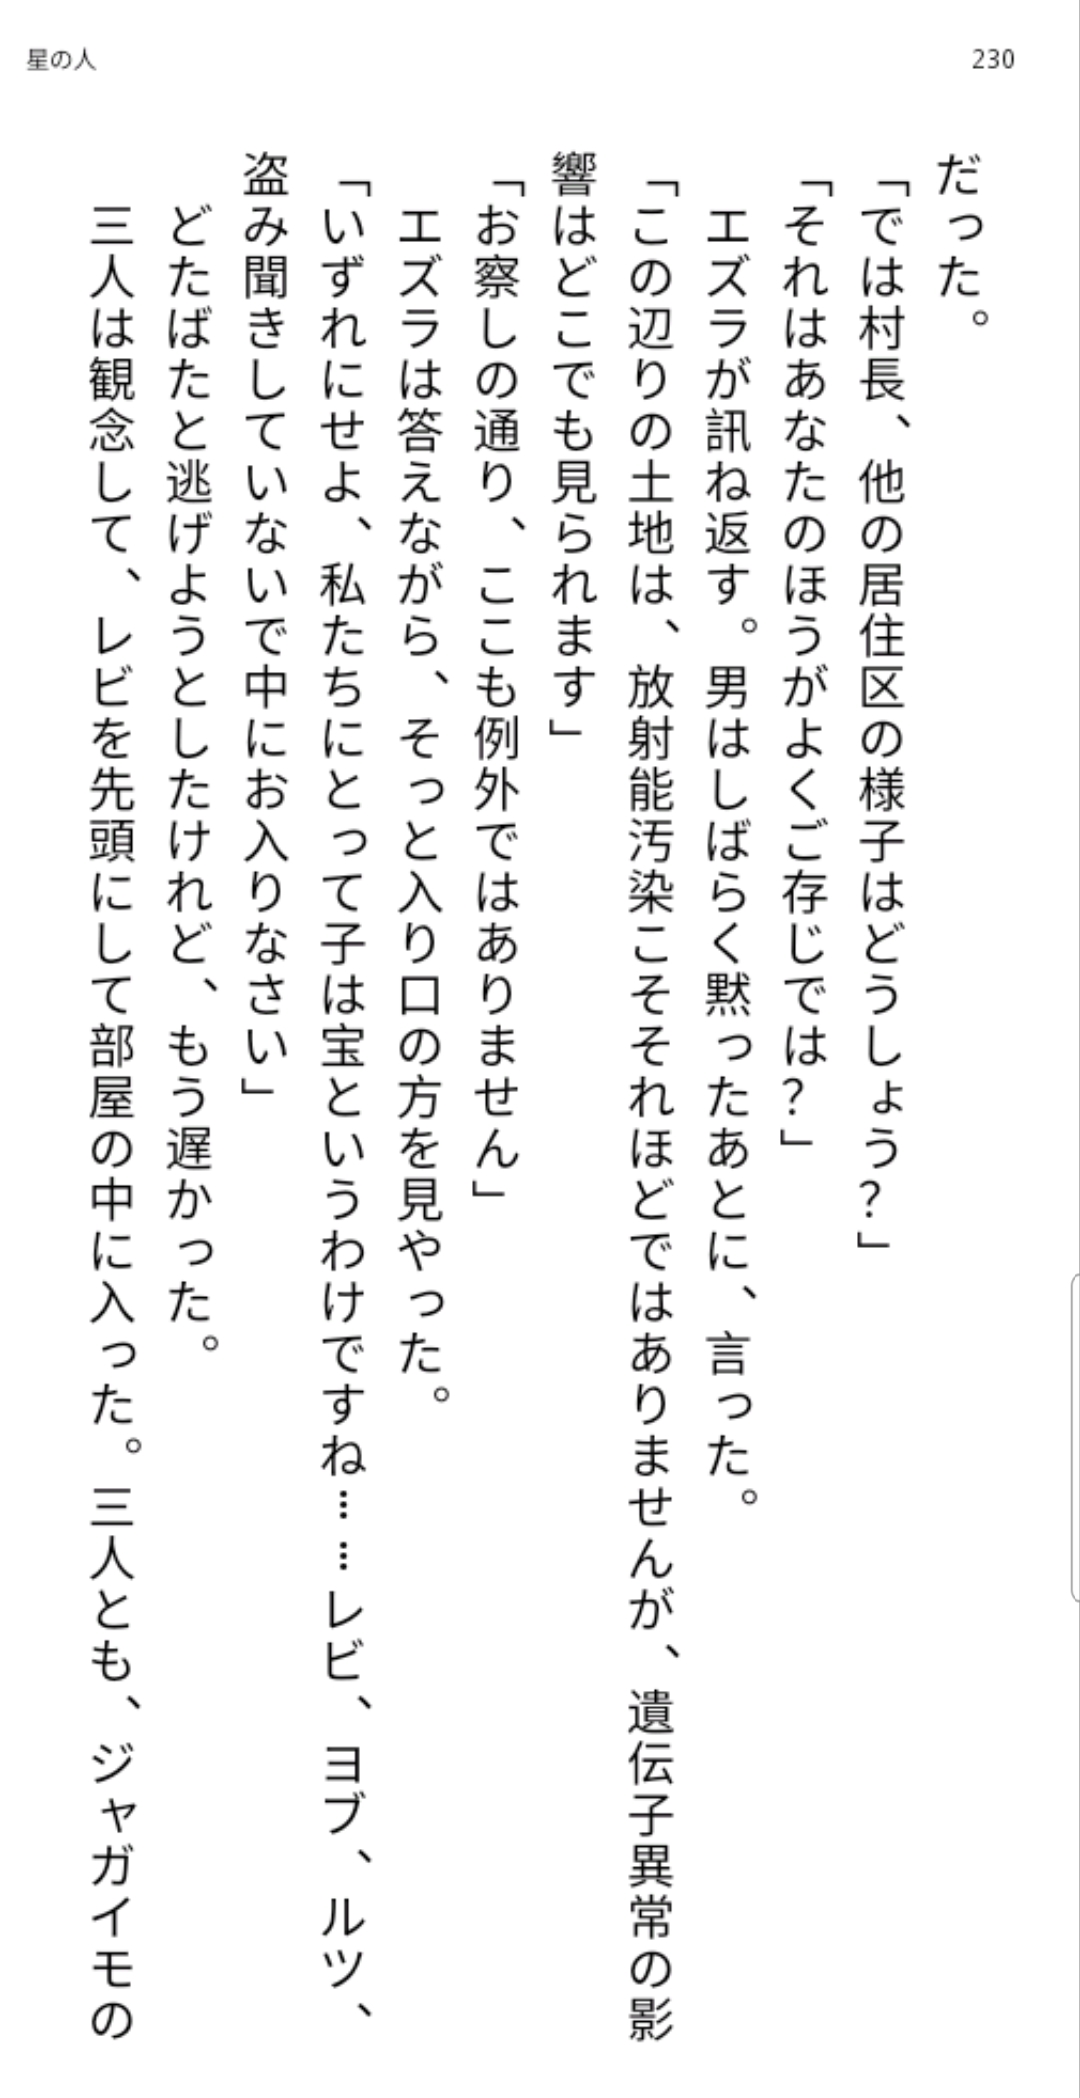 星の人
230
だった。
「では村長、他の居住区の様子はどうしょう？」
「それはあなたのほうがよくご存じでは？」
　エズラが訊ね返す。男はしばらく黙ったあとに、言った。
「この辺りの土地は、放射能汚染こそそれほどではありませんが、遺伝子異常の影
響はどこでも見られます」
「お察しの通り、ここも例外ではありません」
　エズラは答えながら、そっと入り口の方を見やった。
「いずれにせよ、私たちにとって子は宝というわけですね……レビ、ヨブ、ルツ、
盗み聞きしていないで中にお入りなさい」
　どたばたと逃げようとしたけれど、もう遅かった。
　三人は観念して、レビを先頭にして部屋の中に入った。三人とも、ジャガイモの